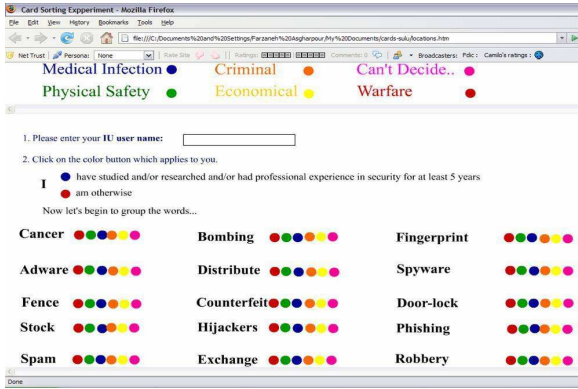 Card Sorting Expperiment - Mozilla Firefox
File Edit View History Bookmarks Tools Help
file:///C:/Documents%20and%20Settings/Farzaneh%20Asgharpour/My%20Documents/cards-sulu/locations.htm
Net Trust Persona: None Rate Site Ratings: Comments: 0 Broadcasters: Pdic: Camilo's ratings:
Medical Infection Criminal Can't Decide..
Physical Safety Economical Warfare
1. Please enter your IU user name:
2. Click on the color button which applies to you.
I
have studied and/or researched and/or had professional experience in security for at least 5 years
am otherwise
Now let's begin to group the words...
Cancer Bombing Fingerprint
Adware Distribute Spyware
Fence Counterfeit Door-lock
Stock Hijackers Phishing
Spam Exchange Robbery
Done